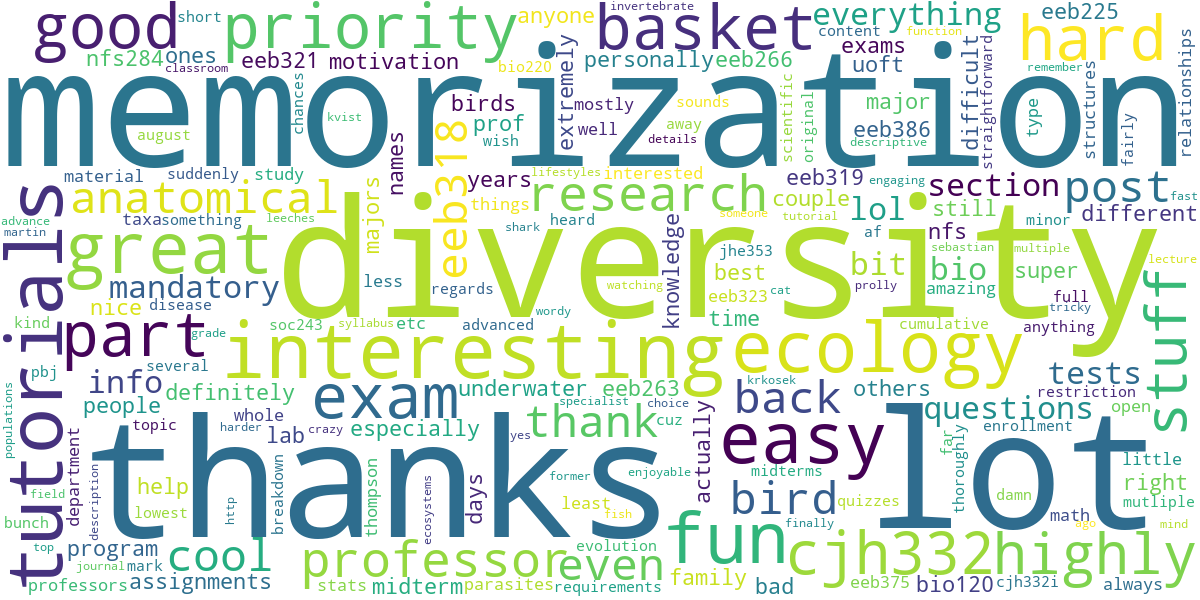 good short priority anyone basket invertebrate everything eeb225 hard
nfs284 ones eeb321 motivation extremely personally eeb266 content exams function
classroom bio220 uoft difficult straightforward remember relationships
memorization
august chances kvist birds mostly sounds scientific original major type structures
names prof well away eeb386 fairly
wish details descriptive
tutorials material suddenly study years lifestyles interested eeb319 engaging section post fast
anatomical majors eeb318 things research couple lol still different
advance taxa something leeches heard shark someone tutorial af nfs minor
martin great diversity knowledge jhe353 bit sebastian multiple lecture
mandatory less regards watching best cat prolly bio amazing super
nice disease eeb323 full stuff
kind part soc243 syllabus etc advanced wordy time cumulative anything tricky
grade interesting ecology
pbj several krkosek tests
info definitely exam underwater eeb263 back others restriction
people specialist choice questions open
populations whole especially thank cuz actually easy enrollment
topic lab harder crazy yes far little
department thanks former enjoyable midterms lot thoroughly right
description help http breakdown thompson ecosystems days least bird quizzes damn mutliple
field lowest fish math
bunch finally ago
top program cool professor evolution even fun cjh332 highly mind
journal mark stats parasites family
professors assignments midterm requirements bad eeb375 bio120 cjh332i always